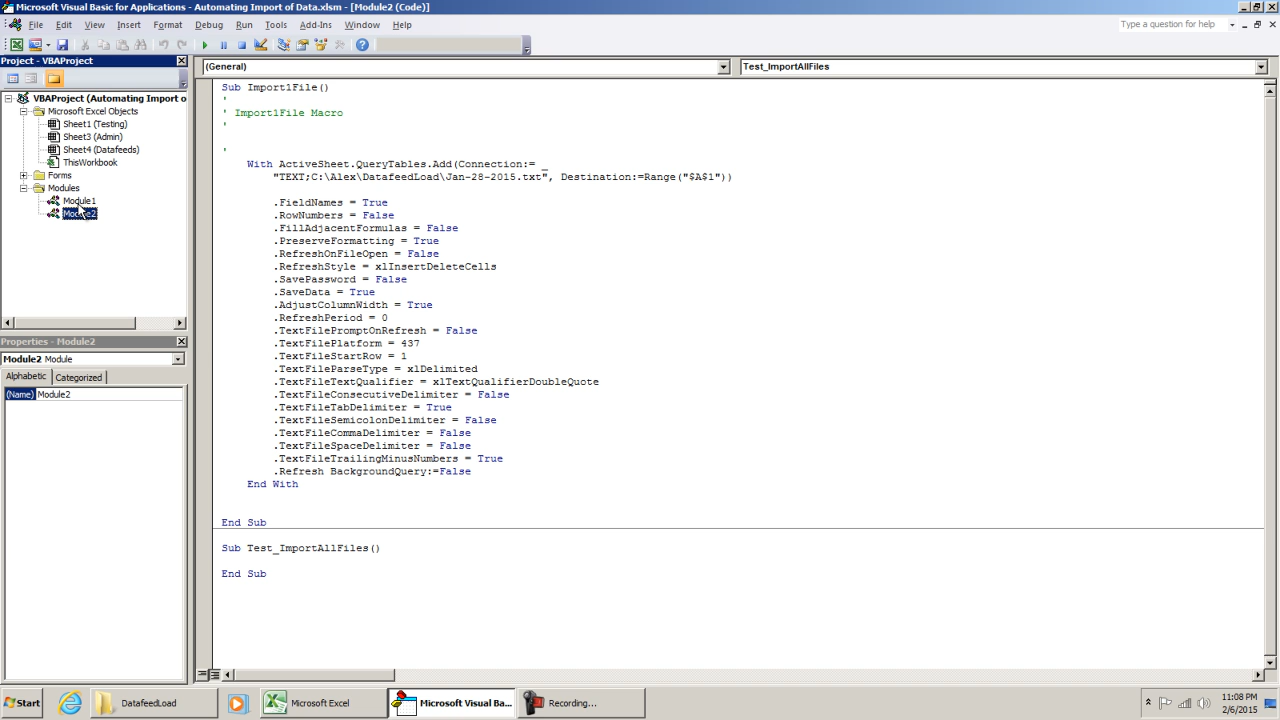 Microsoft Visual Basic for Applications - Automating Import of Data.xlsm - [Module2 (Code)]
File Edit View Insert Format Debug Run Tools Add-Ins Window Help
Type a question for help
Project - VBAProject
(General)
Test_ImportAllFiles
VBAProject (Automating Import o
Microsoft Excel Objects
Sheet1 (Testing)
Sheet3 (Admin)
Sheet4 (Datafeeds)
ThisWorkbook
Forms
Modules
Module1
Module2
Properties - Module2
Module2 Module
Alphabetic Categorized
(Name) Module2
Sub Import1File()
'
' Import1File Macro
'
'
With ActiveSheet.QueryTables.Add(Connection:= _
"TEXT;C:\Alex\DatafeedLoad\Jan-28-2015.txt", Destination:=Range("$A$1"))
.FieldNames = True
.RowNumbers = False
.FillAdjacentFormulas = False
.PreserveFormatting = True
.RefreshOnFileOpen = False
.RefreshStyle = xlInsertDeleteCells
.SavePassword = False
.SaveData = True
.AdjustColumnWidth = True
.RefreshPeriod = 0
.TextFilePromptOnRefresh = False
.TextFilePlatform = 437
.TextFileStartRow = 1
.TextFileParseType = xlDelimited
.TextFileTextQualifier = xlTextQualifierDoubleQuote
.TextFileConsecutiveDelimiter = False
.TextFileTabDelimiter = True
.TextFileSemicolonDelimiter = False
.TextFileCommaDelimiter = False
.TextFileSpaceDelimiter = False
.TextFileTrailingMinusNumbers = True
.Refresh BackgroundQuery:=False
End With
End Sub
Sub Test_ImportAllFiles()
End Sub
Start
DatafeedLoad
Microsoft Excel
Microsoft Visual Ba...
Recording...
11:08 PM
2/6/2015